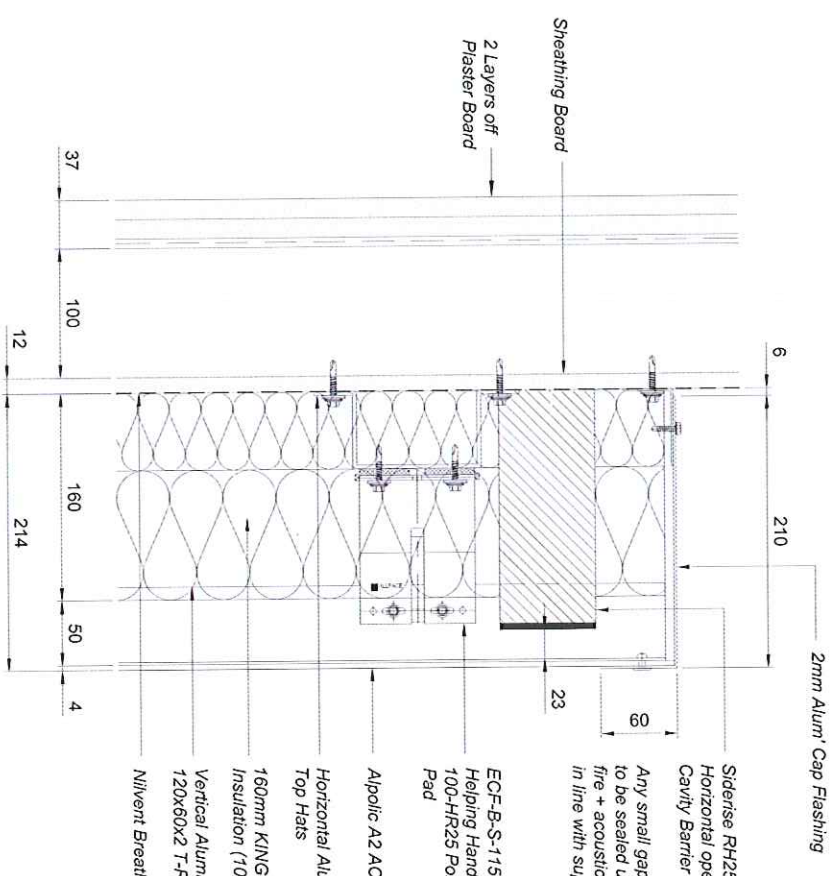 2mm Alum' Cap Flashing
Siderise RH25
Horizontal ope
Cavity Barrier
Any small gap
to be sealed u
fire + acoustic
in line with su
ECF-B-S-115
Helping Hand
100-HR25 Po
Pad
Alpolic A2 AC
Horizontal Alu
Top Hats
160mm KING
Insulation (10
Vertical Alum
120x60x2 T-P
Nilvent Breath
Sheathing Board
2 Layers off
Plaster Board
6
210
60
23
37
100
160
50
4
12
214